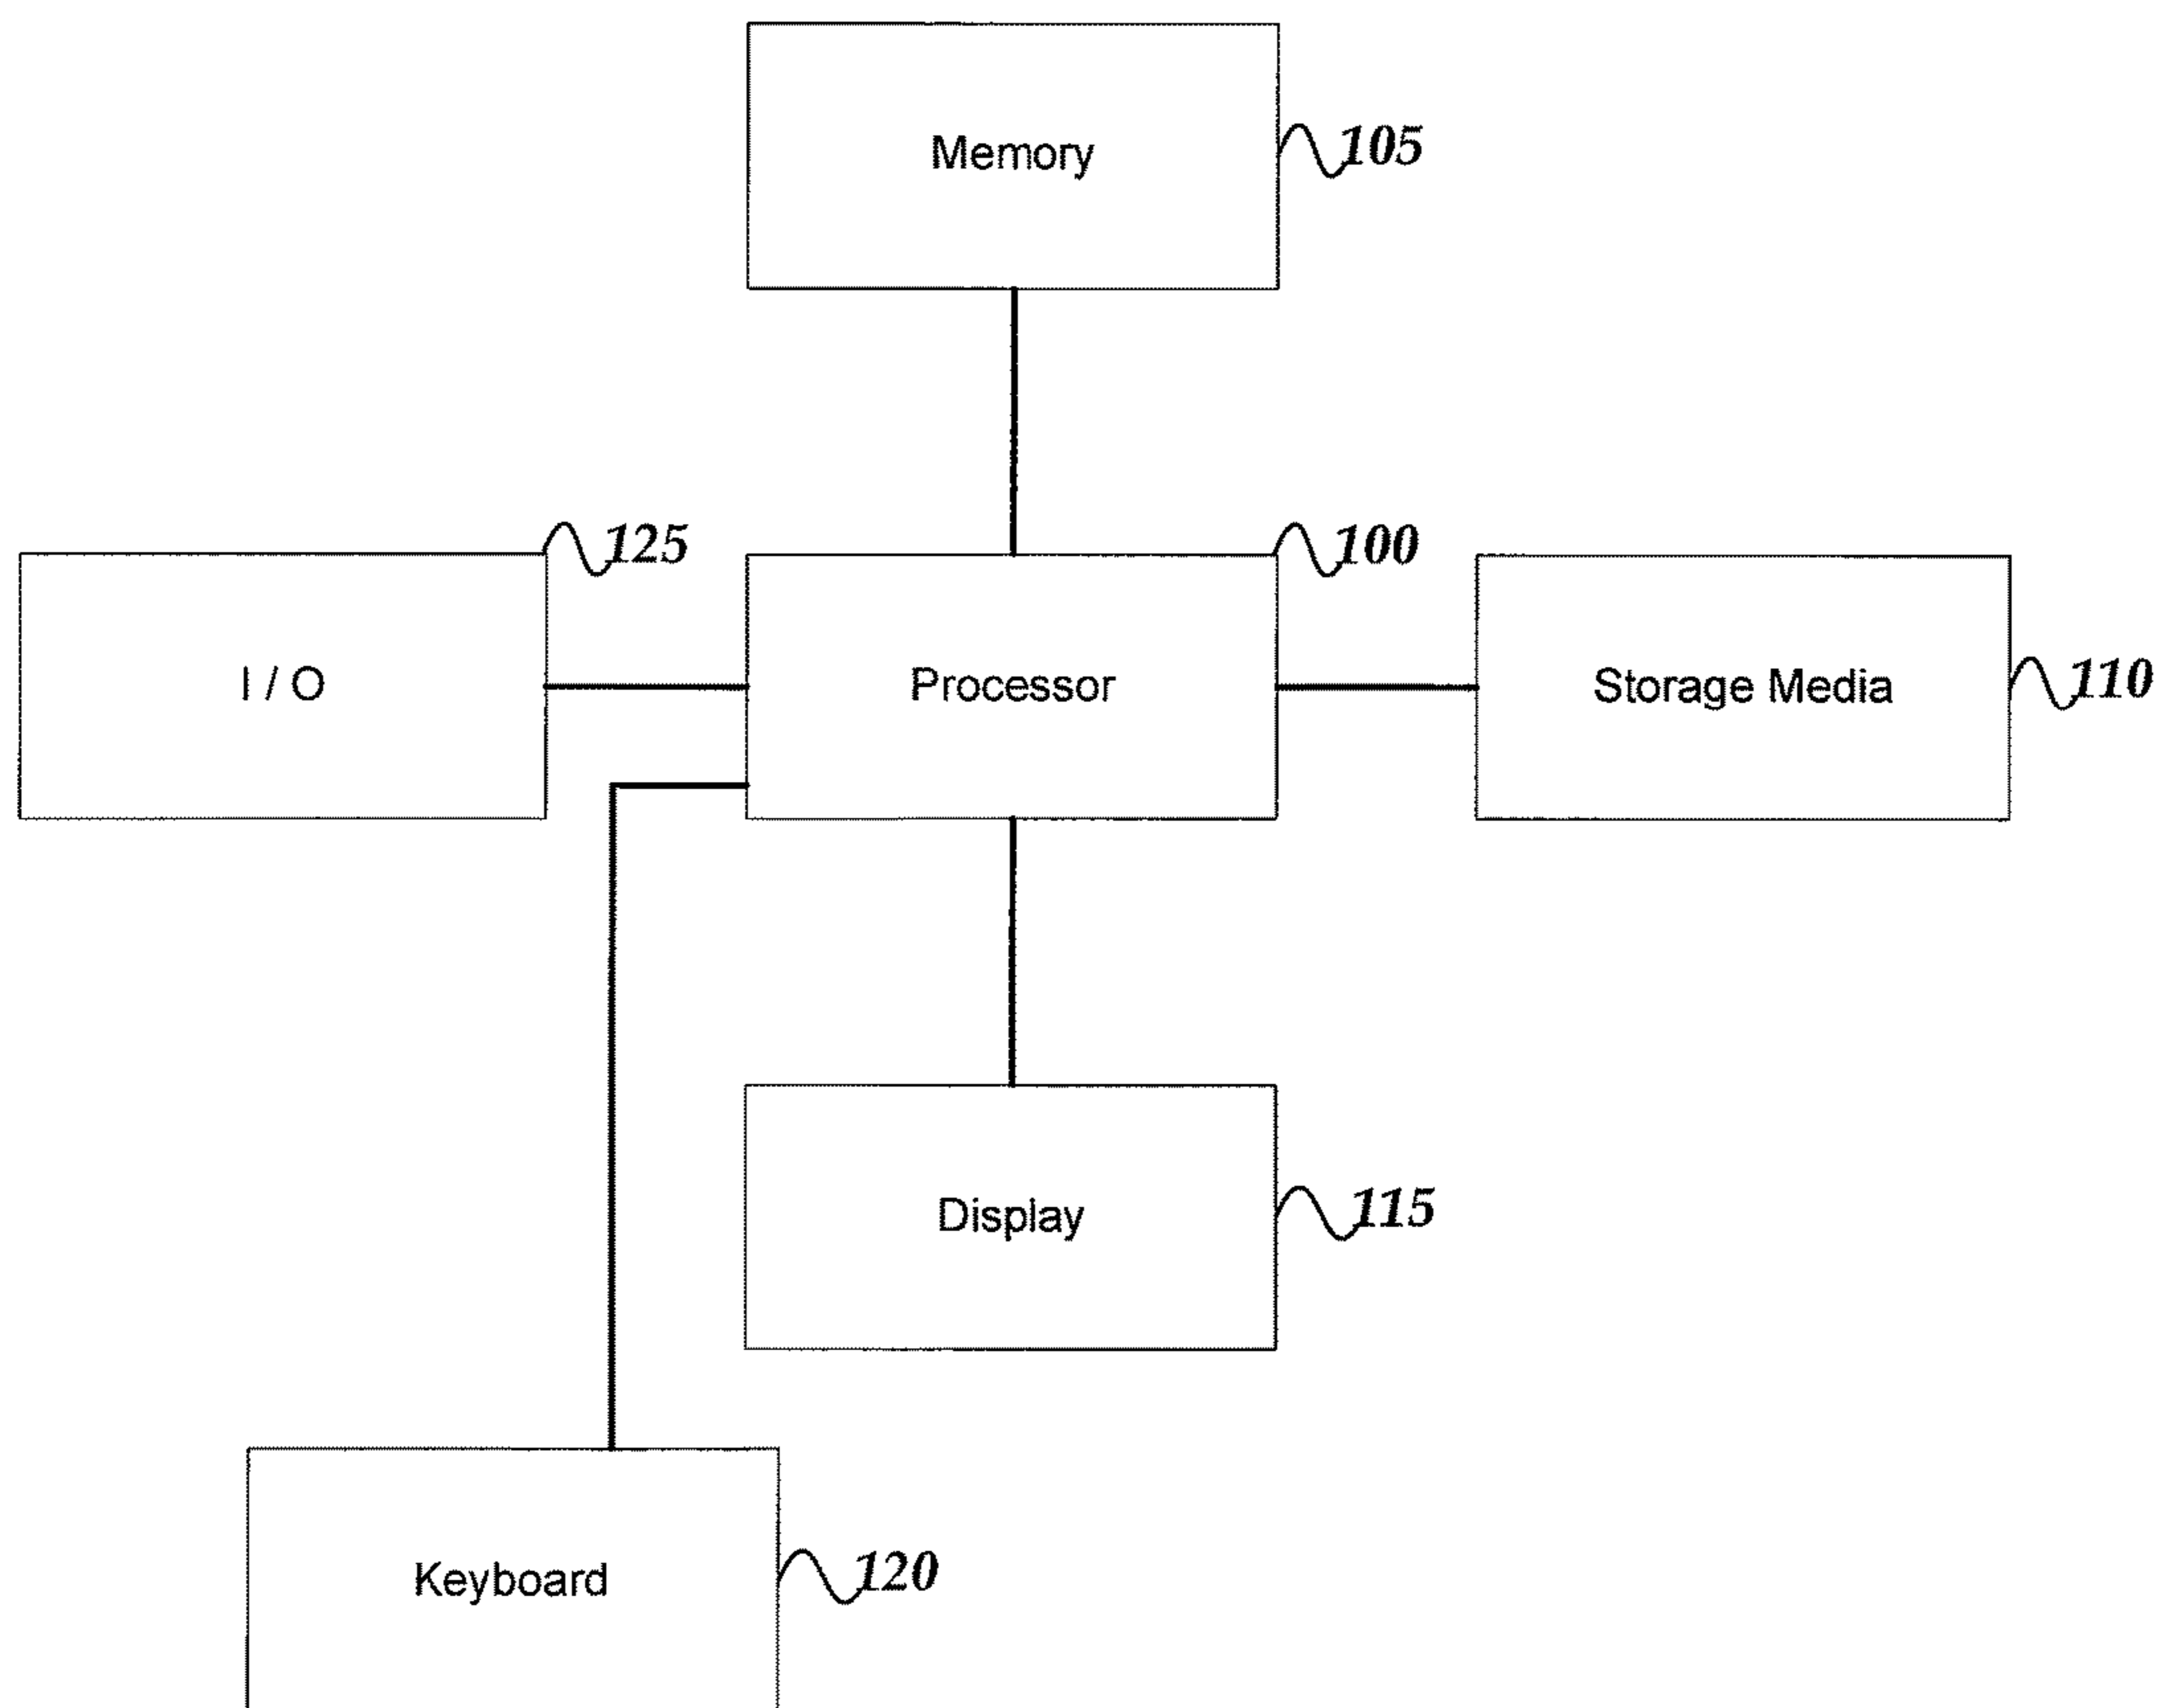 Memory
105
125
100
I / O
Processor
Storage Media
110
Display
115
Keyboard
120